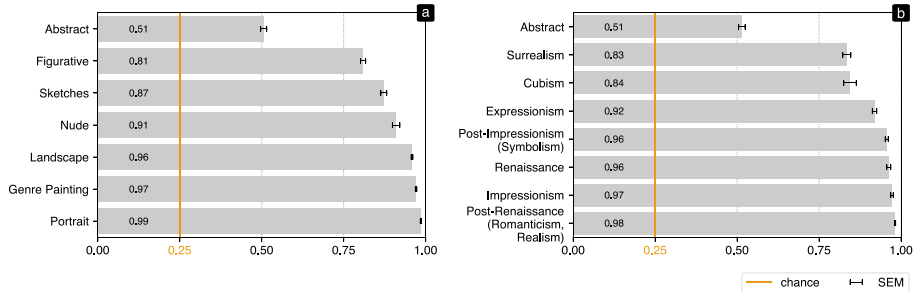 a
Abstract 0.51
Figurative 0.81
Sketches 0.87
Nude 0.91
Landscape 0.96
Genre Painting 0.97
Portrait 0.99
0.00 0.25 0.50 0.75 1.00
b
Abstract 0.51
Surrealism 0.83
Cubism 0.84
Expressionism 0.92
Post-Impressionism
(Symbolism) 0.96
Renaissance 0.96
Impressionism 0.97
Post-Renaissance
(Romanticism, 0.98
Realism)
0.00 0.25 0.50 0.75 1.00
chance SEM